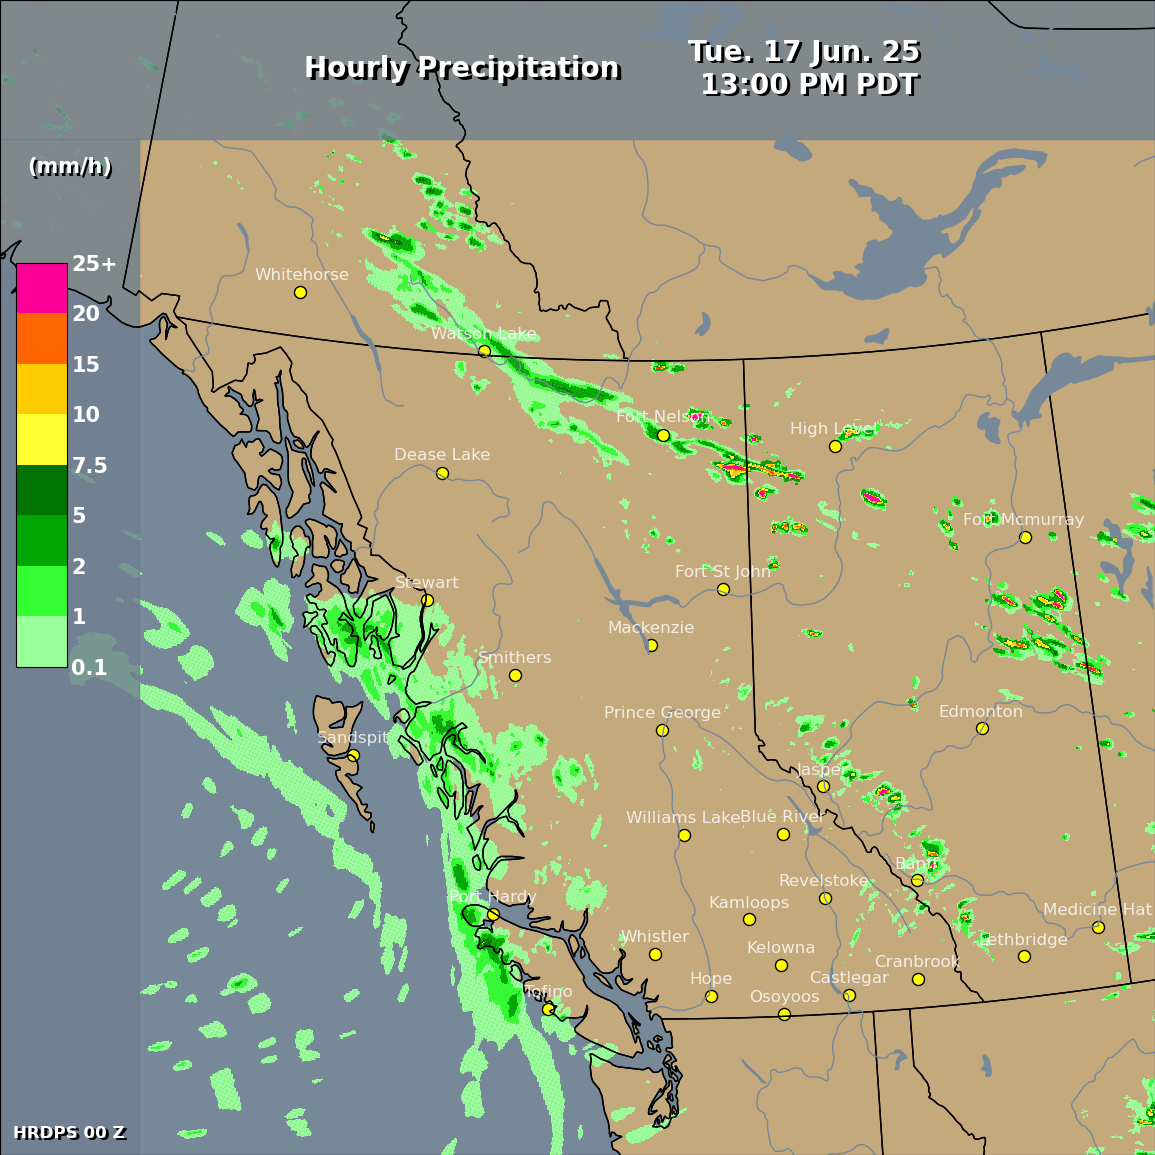 Hourly Precipitation
Tue. 17 Jun. 25
13:00 PM PDT
(mm/h)
25+
20
15
10
7.5
5
2
1
0.1
Whitehorse
Watson Lake
Fort Nelson
High Level
Dease Lake
Fort Mcmurray
Fort St John
Stewart
Mackenzie
Smithers
Prince George
Edmonton
Sandspit
Jasper
Williams Lake
Blue River
Banff
Revelstoke
Port Hardy
Kamloops
Medicine Hat
Whistler
Kelowna
Lethbridge
Cranbrook
Hope
Castlegar
Tofino
Osoyoos
HRDPS 00 Z